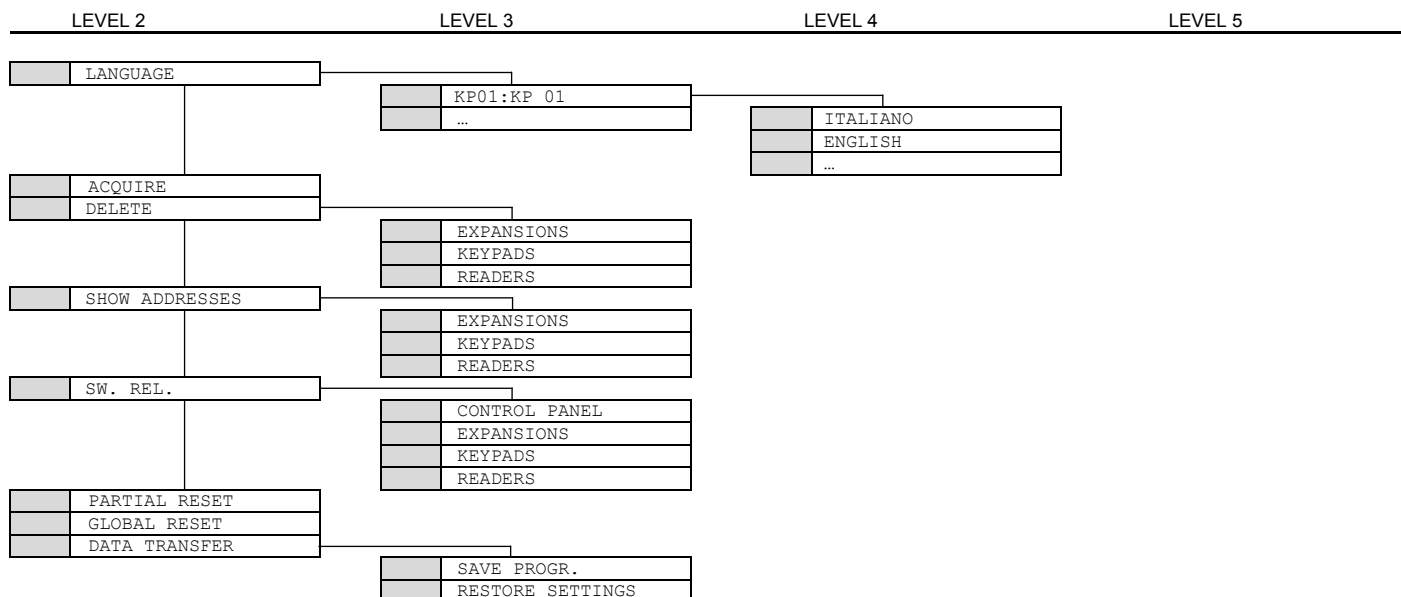 LEVEL 2 LEVEL 3 LEVEL 4 LEVEL 5
LANGUAGE
KP01:KP 01
…
ITALIANO
ENGLISH
…
ACQUIRE
DELETE
EXPANSIONS
KEYPADS
READERS
SHOW ADDRESSES
EXPANSIONS
KEYPADS
READERS
SW. REL.
CONTROL PANEL
EXPANSIONS
KEYPADS
READERS
PARTIAL RESET
GLOBAL RESET
DATA TRANSFER
SAVE PROGR.
RESTORE SETTINGS